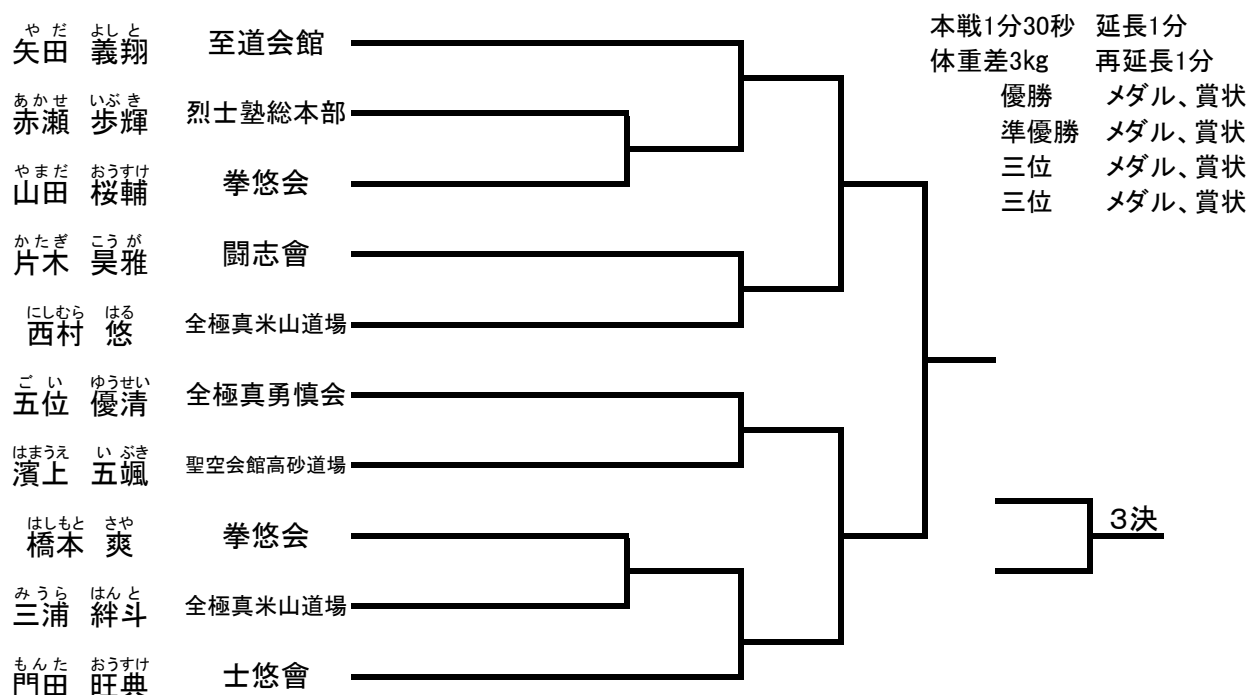 本戦1分30秒 延長1分
体重差3kg 再延長1分
優勝 メダル、賞状
準優勝 メダル、賞状
三位 メダル、賞状
三位 メダル、賞状
やだ よしと
矢田 義翔 至道会館
あかせ いぶき
赤瀬 歩輝 烈士塾総本部
やまだ おうすけ
山田 桜輔 拳悠会
かたぎ こうが
片木 昊雅 闘志會
にしむら はる
西村 悠 全極真米山道場
ごい ゆうせい
五位 優清 全極真勇慎会
はまうえ いぶき
濱上 五颯 聖空会館高砂道場
はしもと さや
橋本 爽 拳悠会
みうら はんと
三浦 絆斗 全極真米山道場
もんた おうすけ
門田 旺典 士悠會
3決